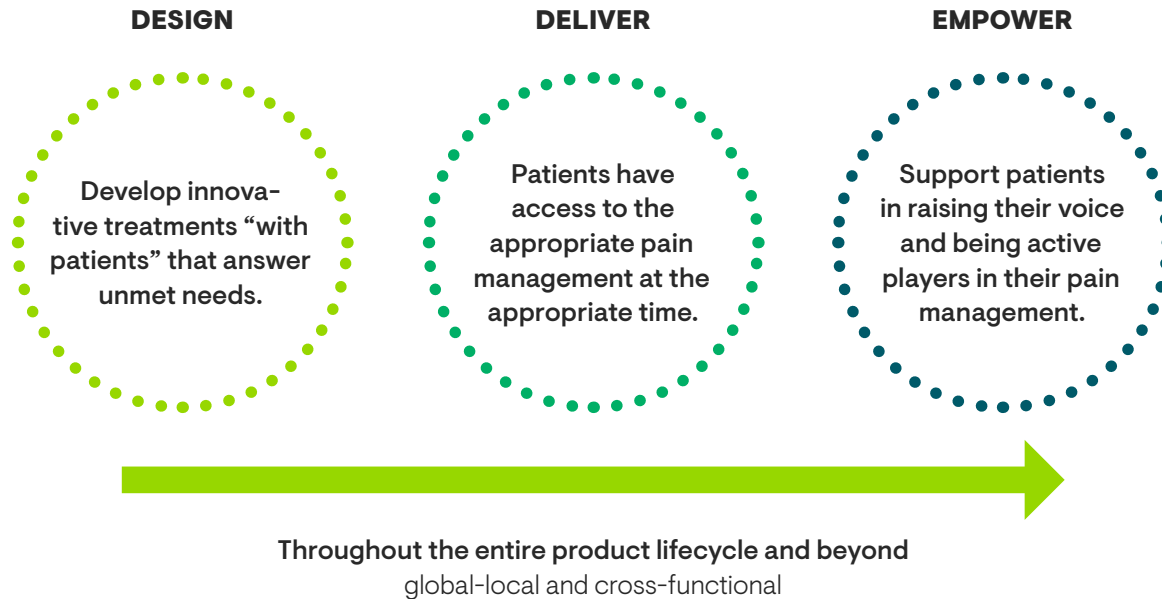 DESIGN
DELIVER
EMPOWER
Develop innova-
tive treatments “with
patients” that answer
unmet needs.
Patients have
access to the
appropriate pain
management at the
appropriate time.
Support patients
in raising their voice
and being active
players in their pain
management.
Throughout the entire product lifecycle and beyond
global-local and cross-functional